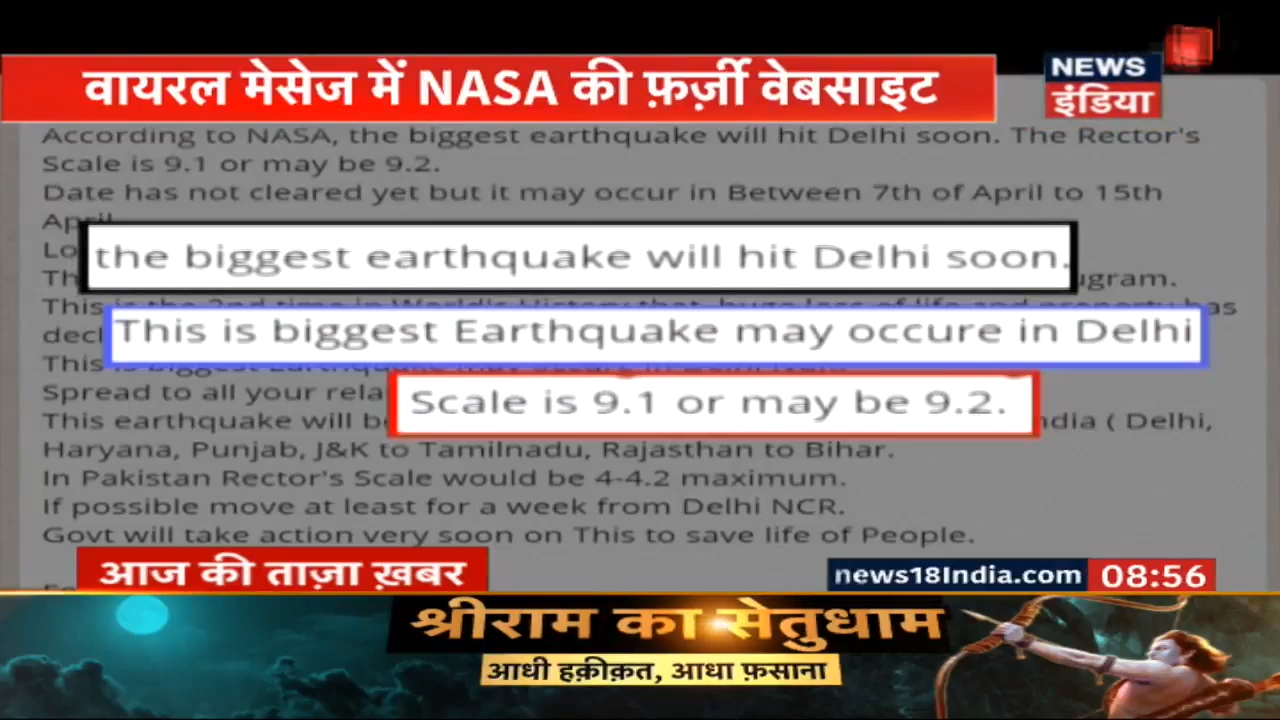 वायरल मेसेज में NASA की फ़र्ज़ी वेबसाइट
NEWS
इंडिया
According to NASA, the biggest earthquake will hit Delhi soon. The Rector's
Scale is 9.1 or may be 9.2.
Date has not cleared yet but it may occur in Between 7th of April to 15th
April
the biggest earthquake will hit Delhi soon.
This is biggest Earthquake may occure in Delhi
Spread to all your
Scale is 9.1 or may be 9.2.
This earthquake will ( Delhi,
Haryana, Punjab, J&K to Tamilnadu, Rajasthan to Bihar.
In Pakistan Rector's Scale would be 4-4.2 maximum.
If possible move at least for a week from Delhi NCR.
Govt will take action very soon on This to save life of People.
आज की ताज़ा ख़बर
news18India.com 08:56
श्रीराम का सेतुधाम
आधी हक़ीक़त, आधा फ़साना